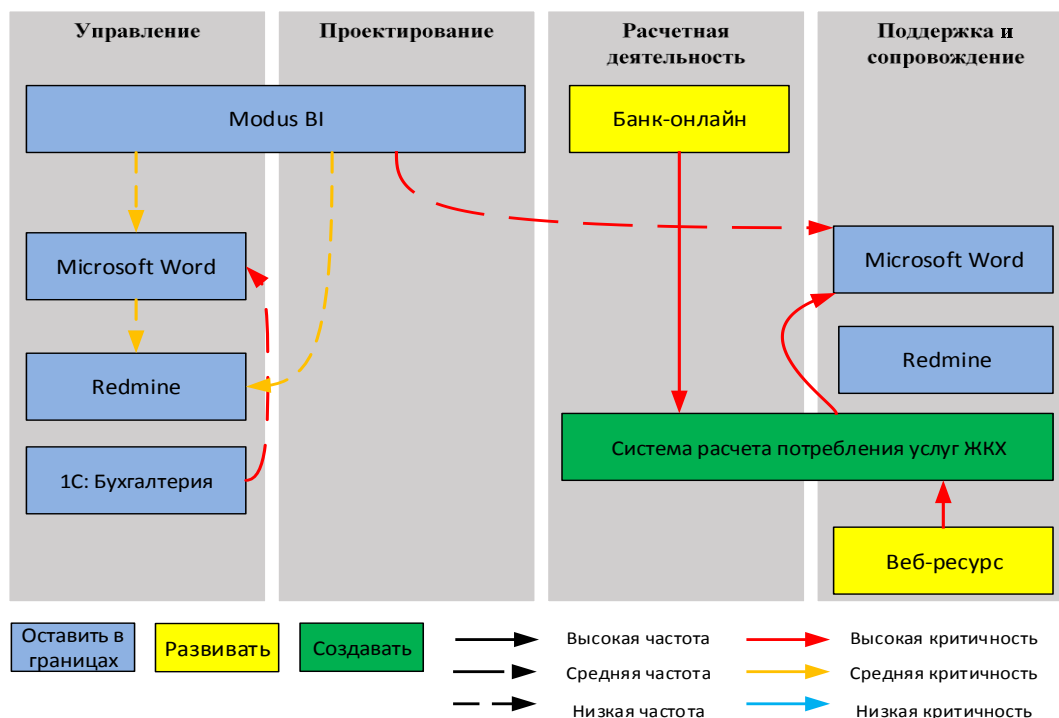 Управление
Проектирование
Расчетная
деятельность
Поддержка и
сопровождение
Modus BI
Банк-онлайн
Microsoft Word
Microsoft Word
Redmine
Redmine
1С: Бухгалтерия
Система расчета потребления услуг ЖКХ
Веб-ресурс
Оставить в
границах
Развивать
Создавать
Высокая частота
Высокая критичность
Средняя частота
Средняя критичность
Низкая частота
Низкая критичность